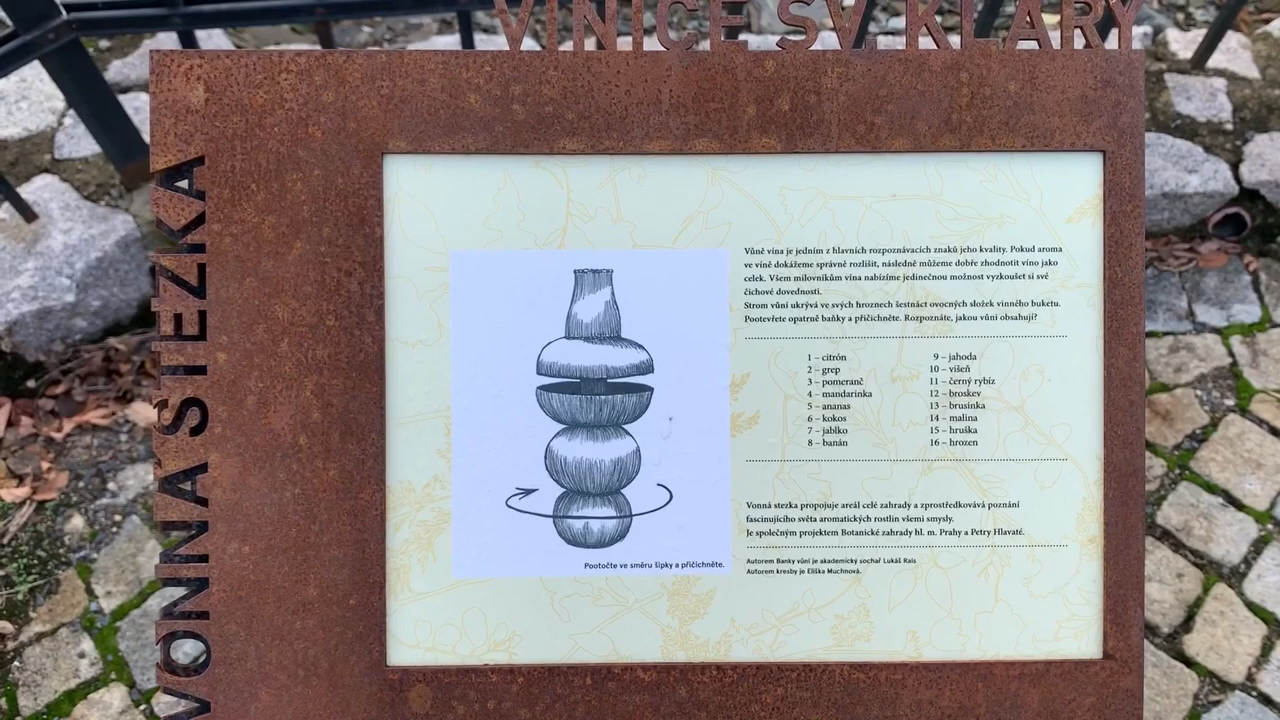 VINICE SV. KLÁRY
VONNÁ STEZKA
Vůně vína je jedním z hlavních rozpoznávacích znaků jeho kvality. Pokud aroma
ve víně dokážeme správně rozlišit, následně můžeme dobře zhodnotit víno jako
celek. Všem milovníkům vína nabízíme jedinečnou možnost vyzkoušet si své
čichové dovednosti.
Strom vůní ukrývá ve svých hroznech šestnáct ovocných složek vinného buketu.
Pootevřete opatrně baňky a přičichněte. Rozpoznáte, jakou vůni obsahují?
1 – citrón
2 – grep
3 – pomeranč
4 – mandarinka
5 – ananas
6 – kokos
7 – jablko
8 – banán
9 – jahoda
10 – višeň
11 – černý rybíz
12 – broskev
13 – brusinka
14 – malina
15 – hruška
16 – hrozen
Vonná stezka propojuje areál celé zahrady a zprostředkovává poznání
fascinujícího světa aromatických rostlin všemi smysly.
Je společným projektem Botanické zahrady hl. m. Prahy a Petry Hlavaté.
Autorem Banky vůní je akademický sochař Lukáš Rais
Autorem kresby je Eliška Muchnová.
Pootočte ve směru šipky a přičichněte.